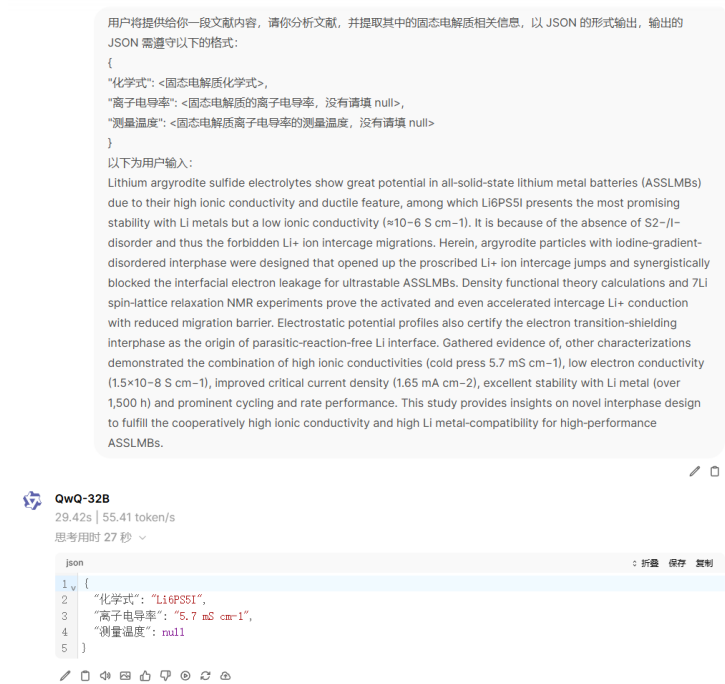 用户将提供给你一段文献内容，请你分析文献，并提取其中的固态电解质相关信息，以 JSON 的形式输出，输出的
JSON 需遵守以下的格式：
{
"化学式": <固态电解质化学式>,
"离子电导率": <固态电解质的离子电导率，没有请填 null>,
"测量温度": <固态电解质离子电导率的测量温度，没有请填 null>
}
以下为用户输入：
Lithium argyrodite sulfide electrolytes show great potential in all-solid-state lithium metal batteries (ASSLMBs)
due to their high ionic conductivity and ductile feature, among which Li6PS5I presents the most promising
stability with Li metals but a low ionic conductivity (≈10−6 S cm−1). It is because of the absence of S2−/I−
disorder and thus the forbidden Li+ ion intercage migrations. Herein, argyrodite particles with iodine-gradient-
disordered interphase were designed that opened up the proscribed Li+ ion intercage jumps and synergistically
blocked the interfacial electron leakage for ultrastable ASSLMBs. Density functional theory calculations and 7Li
spin-lattice relaxation NMR experiments prove the activated and even accelerated intercage Li+ conduction
with reduced migration barrier. Electrostatic potential profiles also certify the electron transition-shielding
interphase as the origin of parasitic-reaction-free Li interface. Gathered evidence of, other characterizations
demonstrated the combination of high ionic conductivities (cold press 5.7 mS cm−1), low electron conductivity
(1.5×10−8 S cm−1), improved critical current density (1.65 mA cm−2), excellent stability with Li metal (over
1,500 h) and prominent cycling and rate performance. This study provides insights on novel interphase design
to fulfill the cooperatively high ionic conductivity and high Li metal-compatibility for high-performance
ASSLMBs.
QwQ-32B
29.42s | 55.41 token/s
思考用时 27 秒
json
折叠 保存 复制
1 {
2 "化学式": "Li6PS5I",
3 "离子电导率": "5.7 mS cm-1",
4 "测量温度": null
5 }